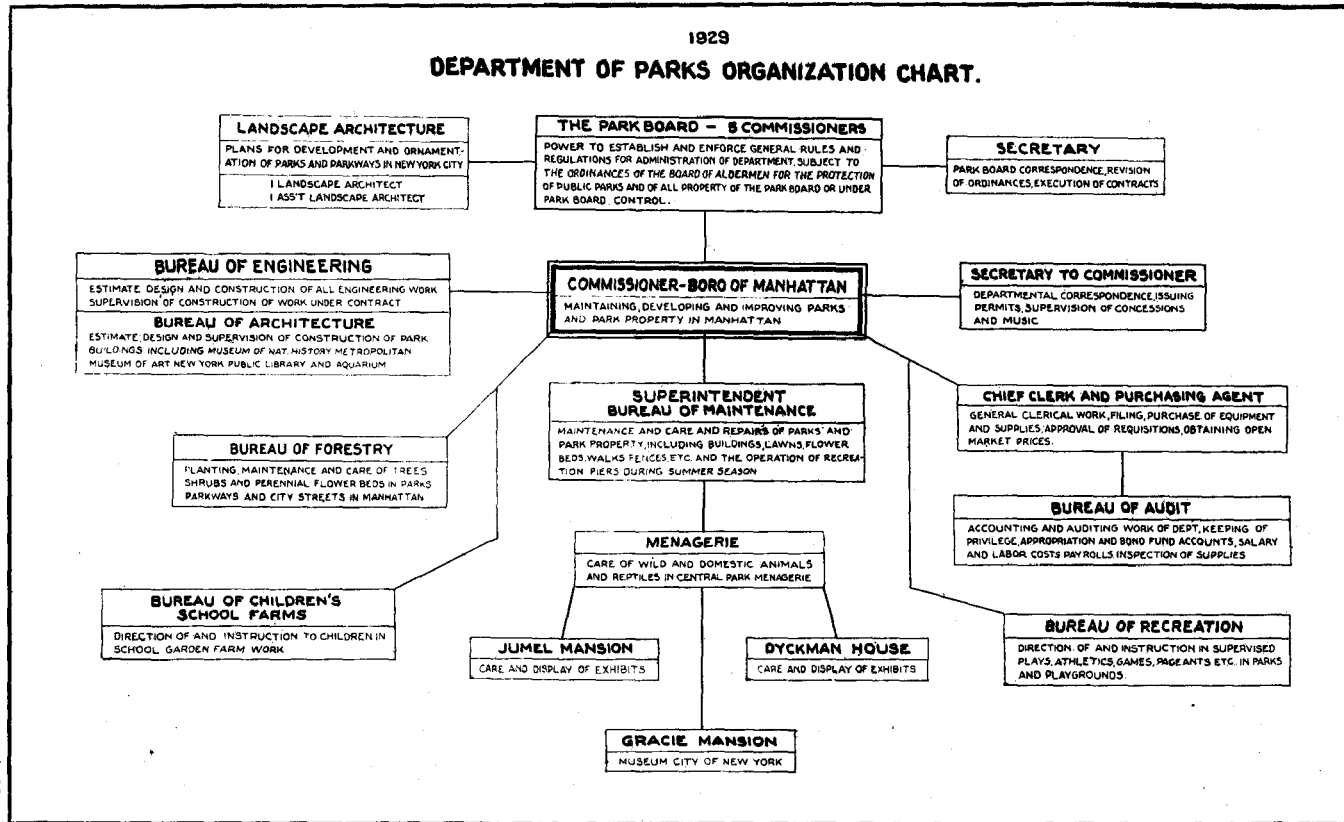 1929
DEPARTMENT OF PARKS ORGANIZATION CHART.
LANDSCAPE ARCHITECTURE
PLANS FOR DEVELOPMENT AND ORNAMENT-
ATION OF PARKS AND PARKWAYS IN NEW YORK CITY
1 LANDSCAPE ARCHITECT
1 ASS'T LANDSCAPE ARCHITECT
THE PARK BOARD - 5 COMMISSIONERS
POWER TO ESTABLISH AND ENFORCE GENERAL RULES AND
REGULATIONS FOR ADMINISTRATION OF DEPARTMENT, SUBJECT TO
THE ORDINANCES OF THE BOARD OF ALDERMEN FOR THE PROTECTION
OF PUBLIC PARKS AND OF ALL PROPERTY OF THE PARK BOARD OR UNDER
PARK BOARD CONTROL.
SECRETARY
PARK BOARD CORRESPONDENCE, REVISION
OF ORDINANCES, EXECUTION OF CONTRACTS
BUREAU OF ENGINEERING
ESTIMATE DESIGN AND CONSTRUCTION OF ALL ENGINEERING WORK
SUPERVISION OF CONSTRUCTION OF WORK UNDER CONTRACT
BUREAU OF ARCHITECTURE
ESTIMATE, DESIGN AND SUPERVISION OF CONSTRUCTION OF PARK
BUILDINGS INCLUDING MUSEUM OF NAT. HISTORY METROPOLITAN
MUSEUM OF ART NEW YORK PUBLIC LIBRARY AND AQUARIUM
COMMISSIONER-BORO OF MANHATTAN
MAINTAINING, DEVELOPING AND IMPROVING PARKS
AND PARK PROPERTY IN MANHATTAN
SECRETARY TO COMMISSIONER
DEPARTMENTAL CORRESPONDENCE, ISSUING
PERMITS, SUPERVISION OF CONCESSIONS
AND MUSIC
SUPERINTENDENT
BUREAU OF MAINTENANCE
MAINTENANCE AND CARE AND REPAIRS OF PARKS AND
PARK PROPERTY, INCLUDING BUILDINGS, LAWNS, FLOWER
BEDS, WALKS FENCES, ETC. AND THE OPERATION OF RECREA-
TION PIERS DURING SUMMER SEASON
CHIEF CLERK AND PURCHASING AGENT
GENERAL CLERICAL WORK, FILING, PURCHASE OF EQUIPMENT
AND SUPPLIES, APPROVAL OF REQUISITIONS, OBTAINING OPEN
MARKET PRICES.
BUREAU OF FORESTRY
PLANTING, MAINTENANCE AND CARE OF TREES
SHRUBS AND PERENNIAL FLOWER BEDS IN PARKS
PARKWAYS AND CITY STREETS IN MANHATTAN
BUREAU OF AUDIT
ACCOUNTING AND AUDITING WORK OF DEPT, KEEPING OF
PRIVILEGE, APPROPRIATION AND BOND FUND ACCOUNTS, SALARY
AND LABOR COSTS PAYROLLS, INSPECTION OF SUPPLIES
MENAGERIE
CARE OF WILD AND DOMESTIC ANIMALS
AND REPTILES IN CENTRAL PARK MENAGERIE
BUREAU OF CHILDREN'S
SCHOOL FARMS
DIRECTION OF AND INSTRUCTION TO CHILDREN IN
SCHOOL GARDEN FARM WORK
JUMEL MANSION
CARE AND DISPLAY OF EXHIBITS
DYCKMAN HOUSE
CARE AND DISPLAY OF EXHIBITS
BUREAU OF RECREATION
DIRECTION OF AND INSTRUCTION IN SUPERVISED
PLAYS, ATHLETICS, GAMES, PAGEANTS ETC. IN PARKS
AND PLAYGROUNDS.
GRACIE MANSION
MUSEUM CITY OF NEW YORK